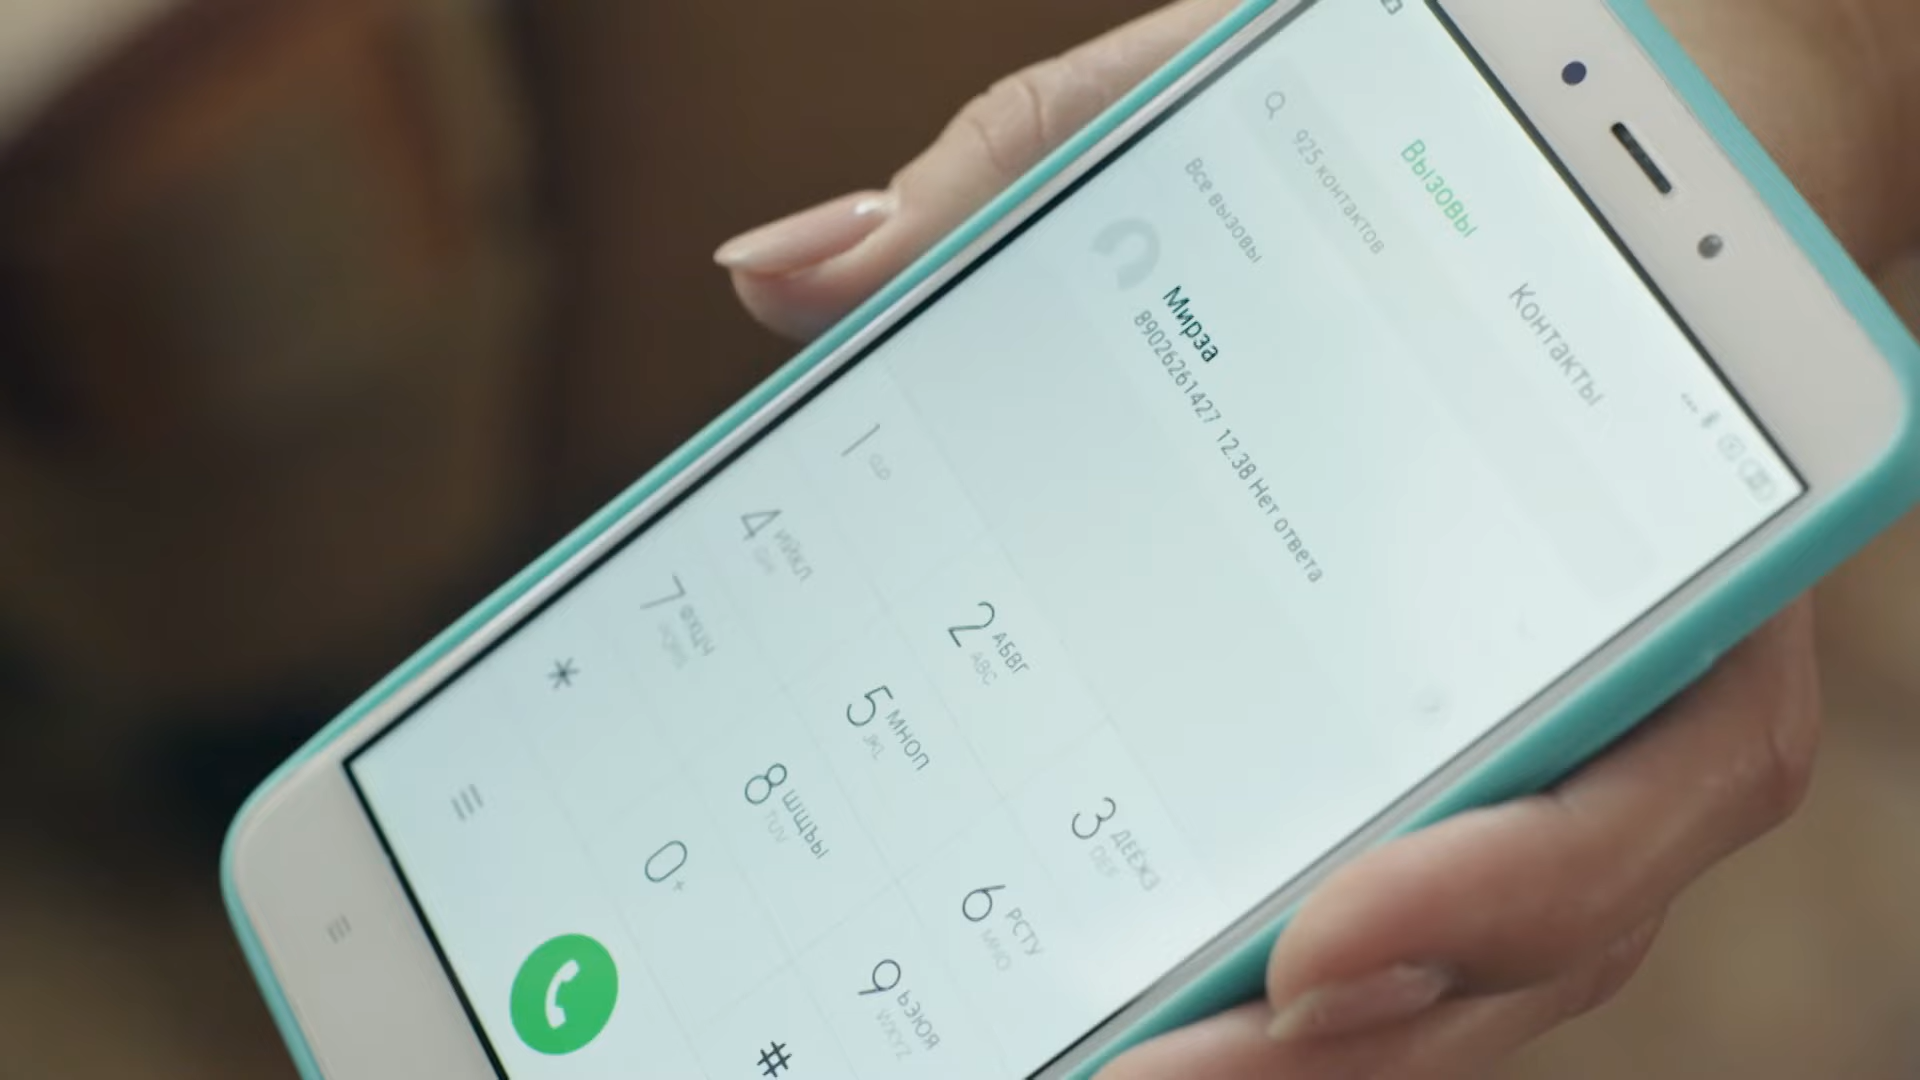 Вызовы Контакты
925 контактов
Все вызовы
Мирза
89026261427 12.38 Нет ответа
1
2 АБВГ
ABC
3 ДЕЁЖЗ
DEF
4 ИЙКЛ
GHI
5 МНОП
JKL
6 РСТУ
MNO
7 ФХЦЧ
PQRS
8 ШЩЪЫ
TUV
9 ЬЭЮЯ
WXYZ
*
0 +
#